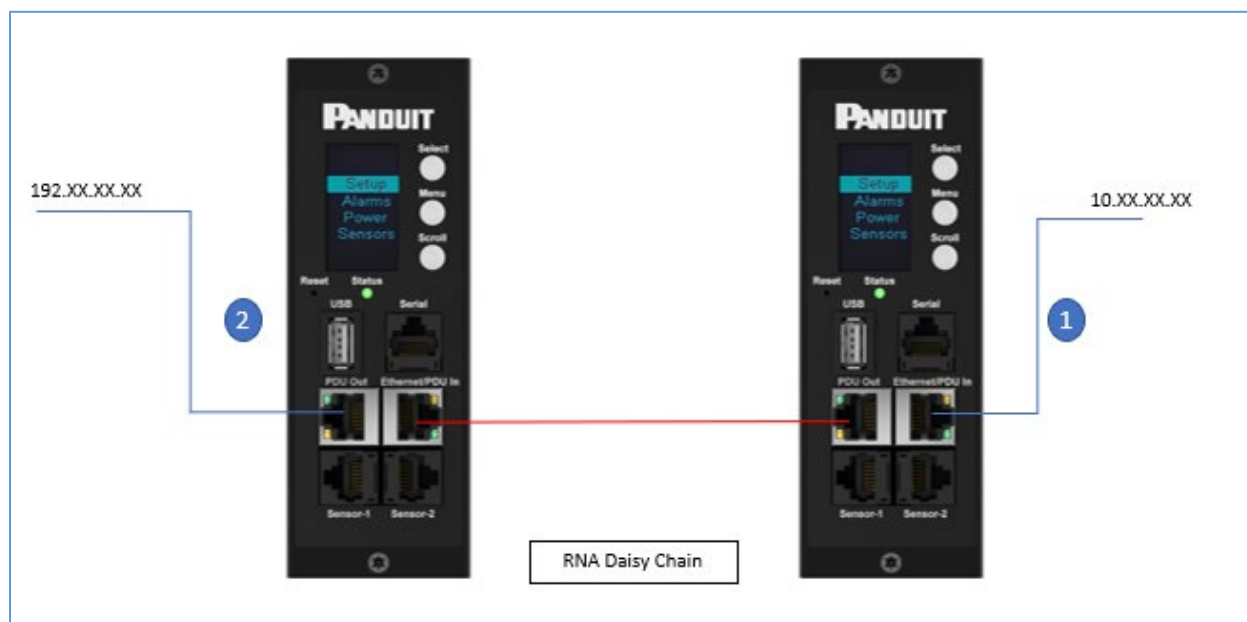 PANDUIT
Select
Setup
Alarms
Menu
Power
Sensors
Scroll
Reset Status
USB Serial
PDU Out Ethernet/PDU In
Sensor-1 Sensor-2
192.XX.XX.XX
2
PANDUIT
Select
Setup
Alarms
Menu
Power
Sensors
Scroll
Reset Status
USB Serial
PDU Out Ethernet/PDU In
Sensor-1 Sensor-2
10.XX.XX.XX
1
RNA Daisy Chain